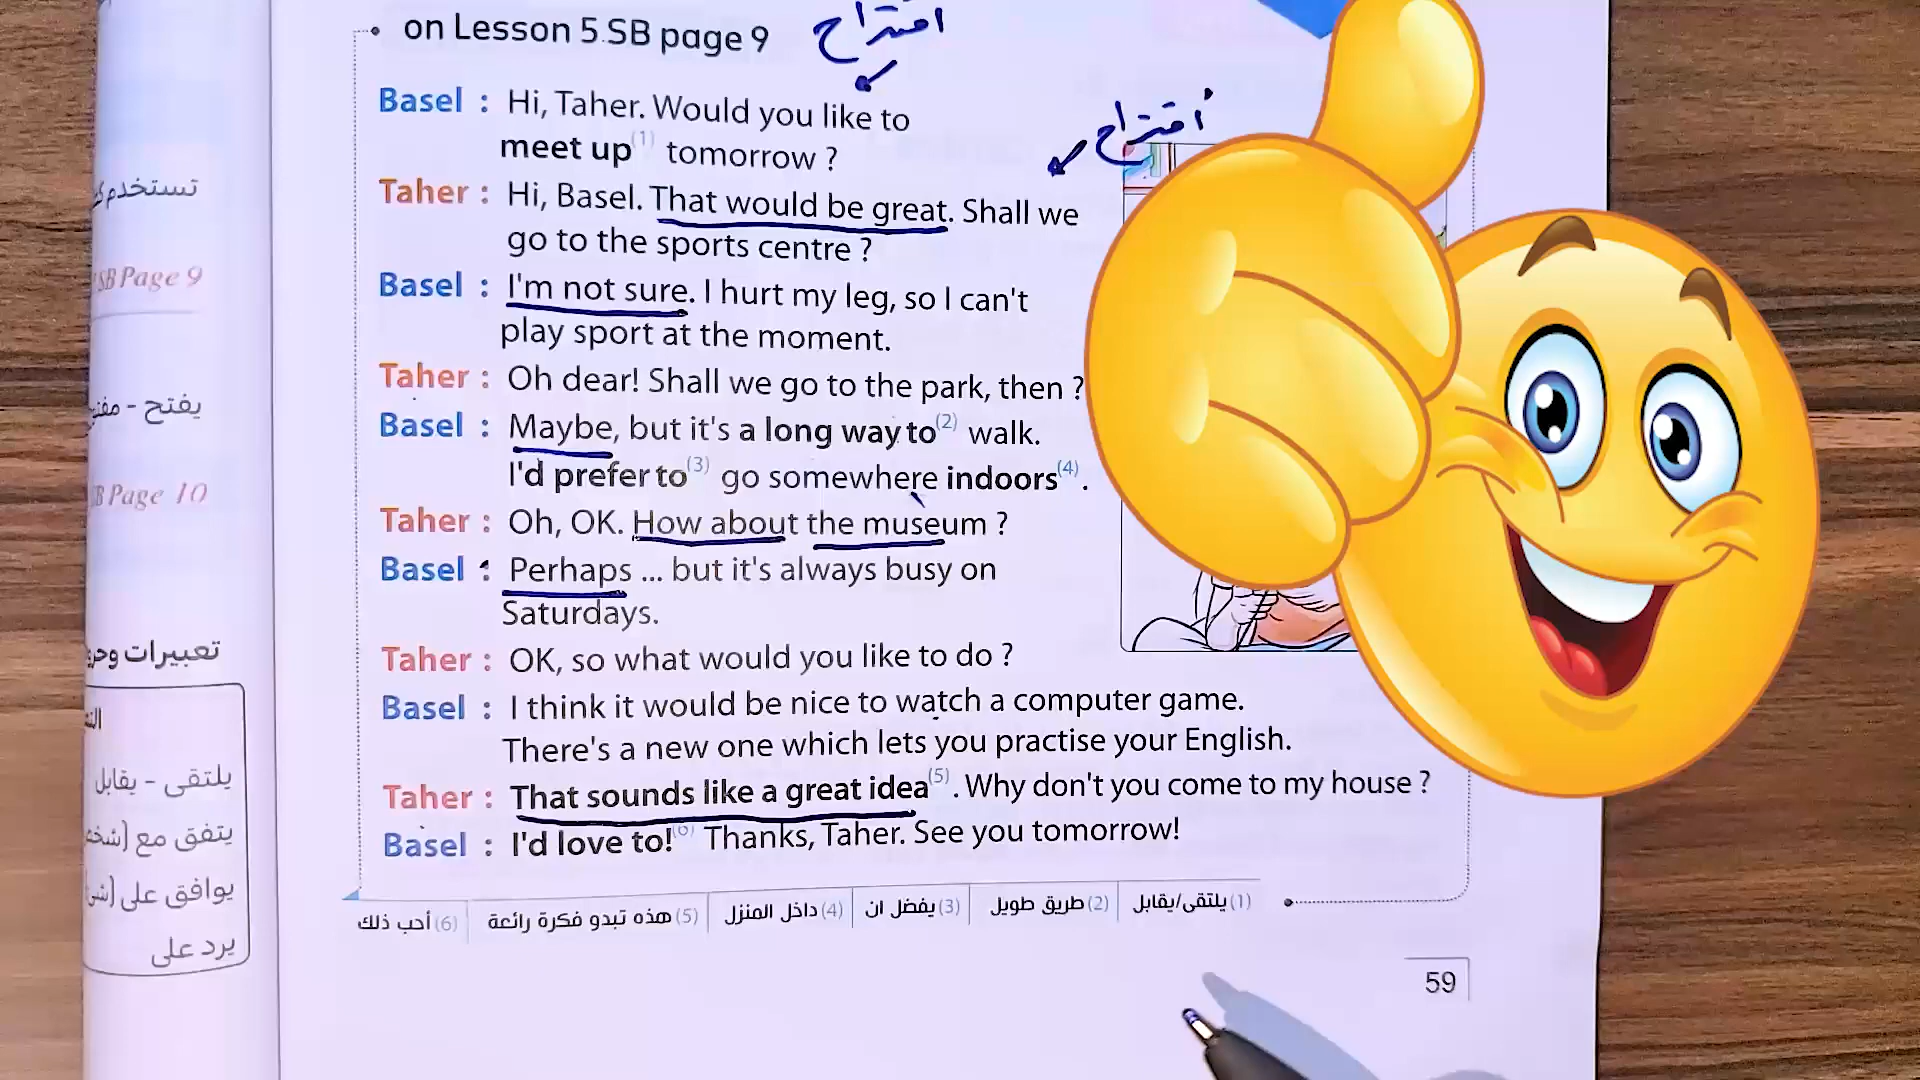 on Lesson 5 SB page 9
اقتراح
Basel : Hi, Taher. Would you like to
meet up(1) tomorrow ?
اقتراح
Taher : Hi, Basel. That would be great. Shall we
go to the sports centre ?
Basel : I'm not sure. I hurt my leg, so I can't
play sport at the moment.
Taher : Oh dear! Shall we go to the park, then ?
Basel : Maybe, but it's a long way to(2) walk.
I'd prefer to(3) go somewhere indoors(4).
Taher : Oh, OK. How about the museum ?
Basel : Perhaps ... but it's always busy on
Saturdays.
Taher : OK, so what would you like to do ?
Basel : I think it would be nice to watch a computer game.
There's a new one which lets you practise your English.
Taher : That sounds like a great idea(5). Why don't you come to my house ?
Basel : I'd love to!(6) Thanks, Taher. See you tomorrow!
(1) يلتقى/يقابل (2) طريق طويل (3) يفضل ان (4) داخل المنزل (5) هذه تبدو فكرة رائعة (6) أحب ذلك
59
تستخدم
SB Page 9
يفتح -
Page 10
تعبيرات
يلتقى - يقابل
يتفق مع
يوافق على
يرد على